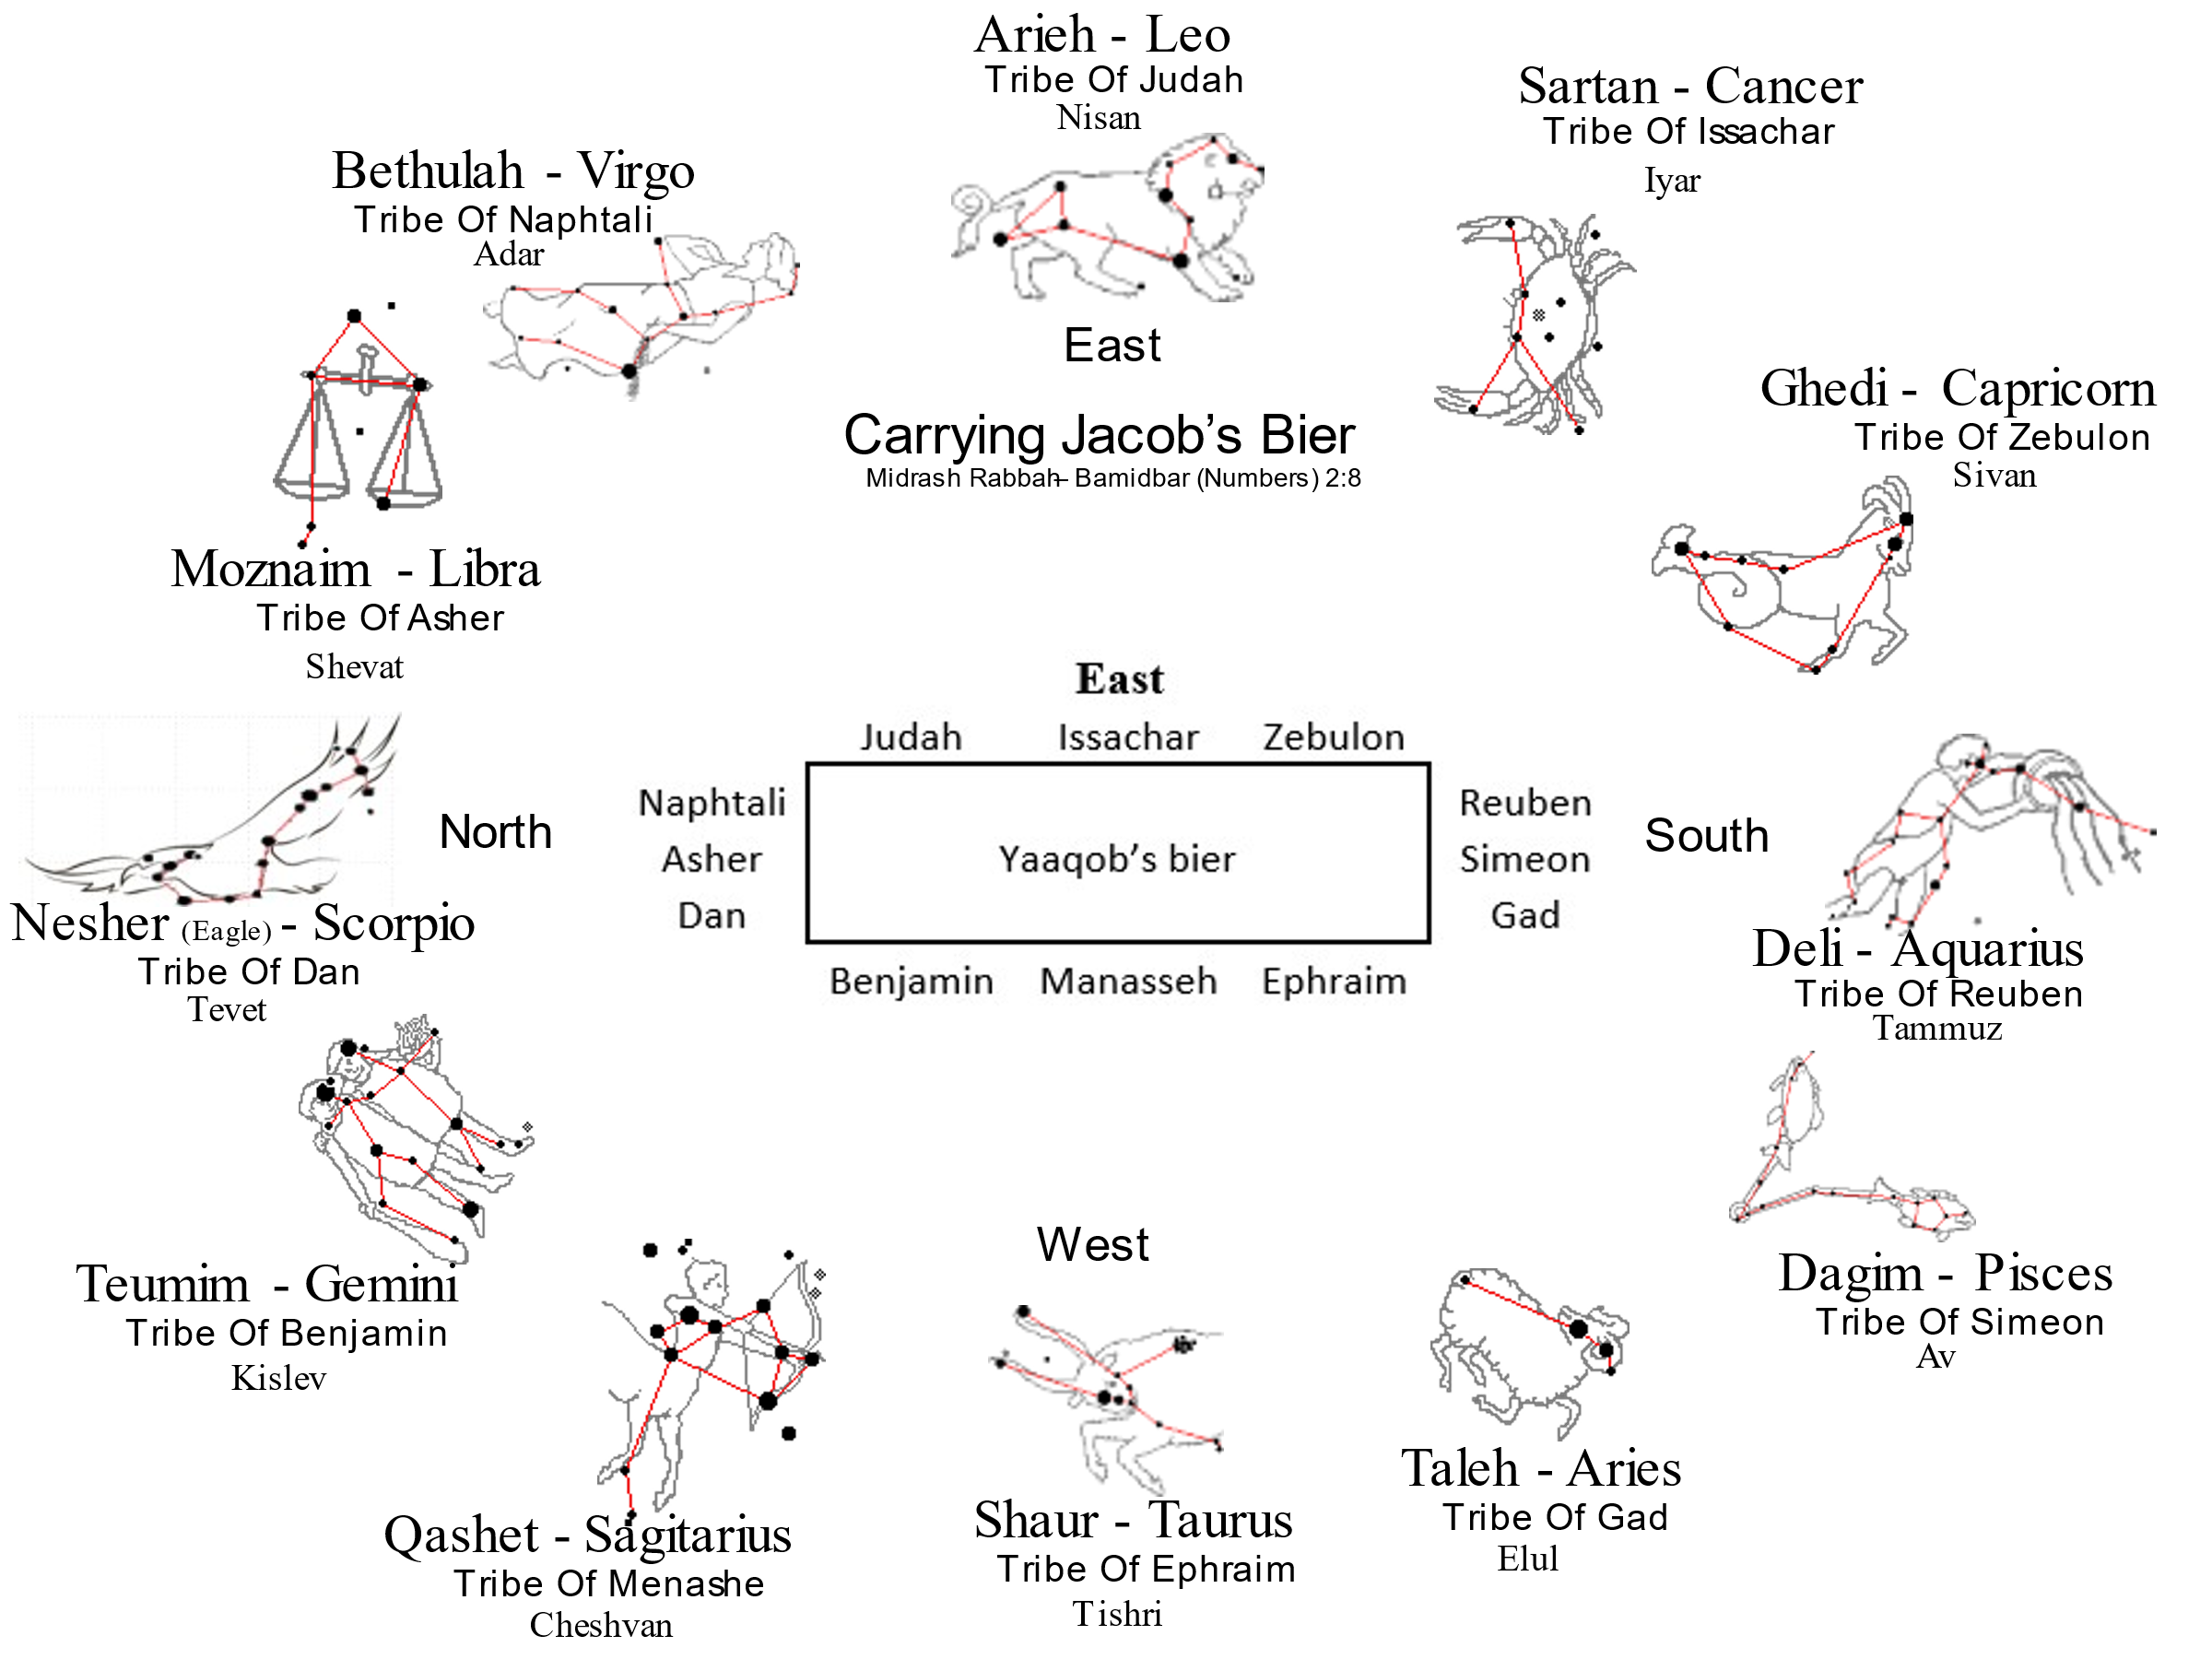 Arieh - Leo
Tribe Of Judah
Nisan
Sartan - Cancer
Tribe Of Issachar
Iyar
Bethulah - Virgo
Tribe Of Naphtali
Adar
East
Carrying Jacob's Bier
Midrash Rabbah– Bamidbar (Numbers) 2:8
Ghedi - Capricorn
Tribe Of Zebulon
Sivan
Moznaim - Libra
Tribe Of Asher
Shevat
East
Judah Issachar Zebulon
Naphtali Reuben
North Asher Yaaqob's bier Simeon South
Dan Gad
Benjamin Manasseh Ephraim
Nesher (Eagle) - Scorpio
Tribe Of Dan
Tevet
Deli - Aquarius
Tribe Of Reuben
Tammuz
West
Teumim - Gemini
Tribe Of Benjamin
Kislev
Dagim - Pisces
Tribe Of Simeon
Av
Taleh - Aries
Tribe Of Gad
Elul
Shaur - Taurus
Tribe Of Ephraim
Tishri
Qashet - Sagitarius
Tribe Of Menashe
Cheshvan